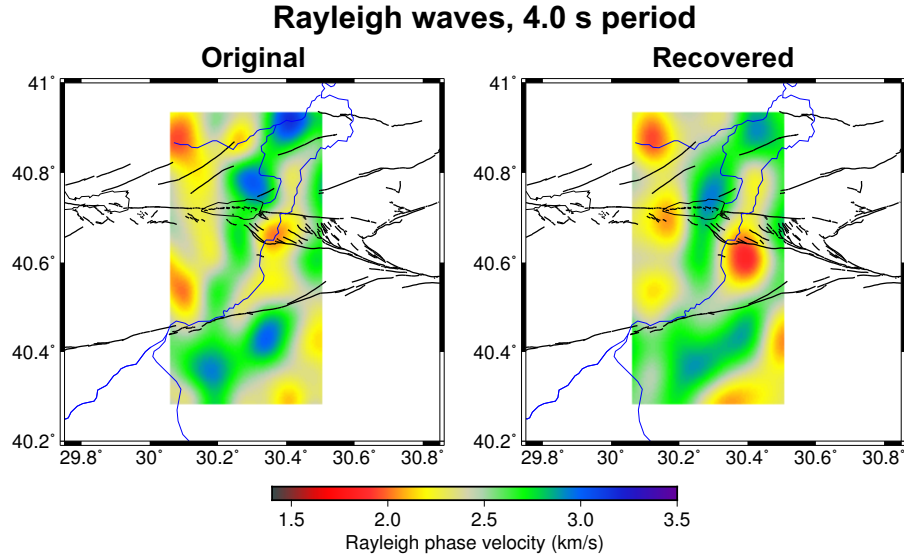 Rayleigh waves, 4.0 s period
Original
Recovered
41˚
40.8˚
40.6˚
40.4˚
40.2˚
29.8˚ 30˚ 30.2˚ 30.4˚ 30.6˚ 30.8˚
41˚
40.8˚
40.6˚
40.4˚
40.2˚
29.8˚ 30˚ 30.2˚ 30.4˚ 30.6˚ 30.8˚
1.5 2.0 2.5 3.0 3.5
Rayleigh phase velocity (km/s)